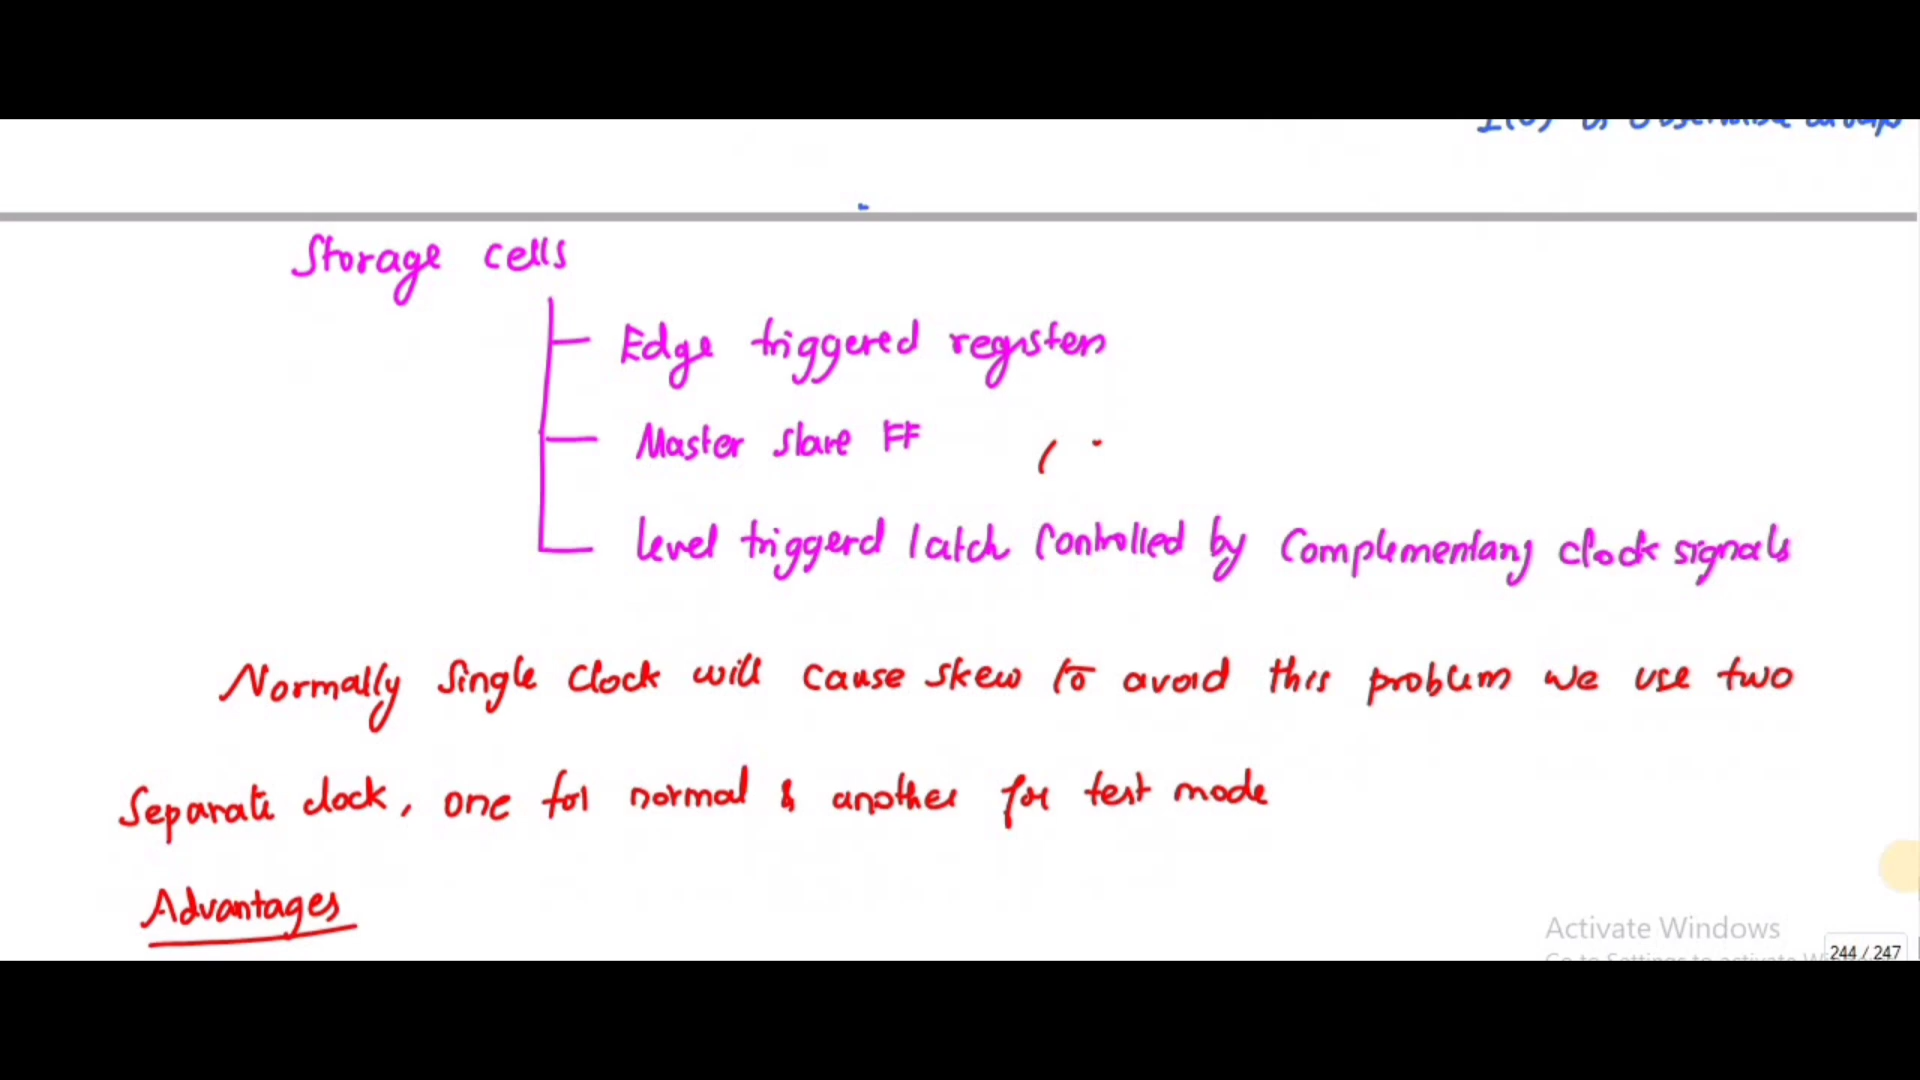 Storage cells
Edge triggered registers
Master slave FF (
level triggerd latch Controlled by Complementary clock signals
Normally Single Clock will cause skew to avoid this problem we use two
Separate clock, one for normal & another for test mode
Advantages
Activate Windows
244 / 247